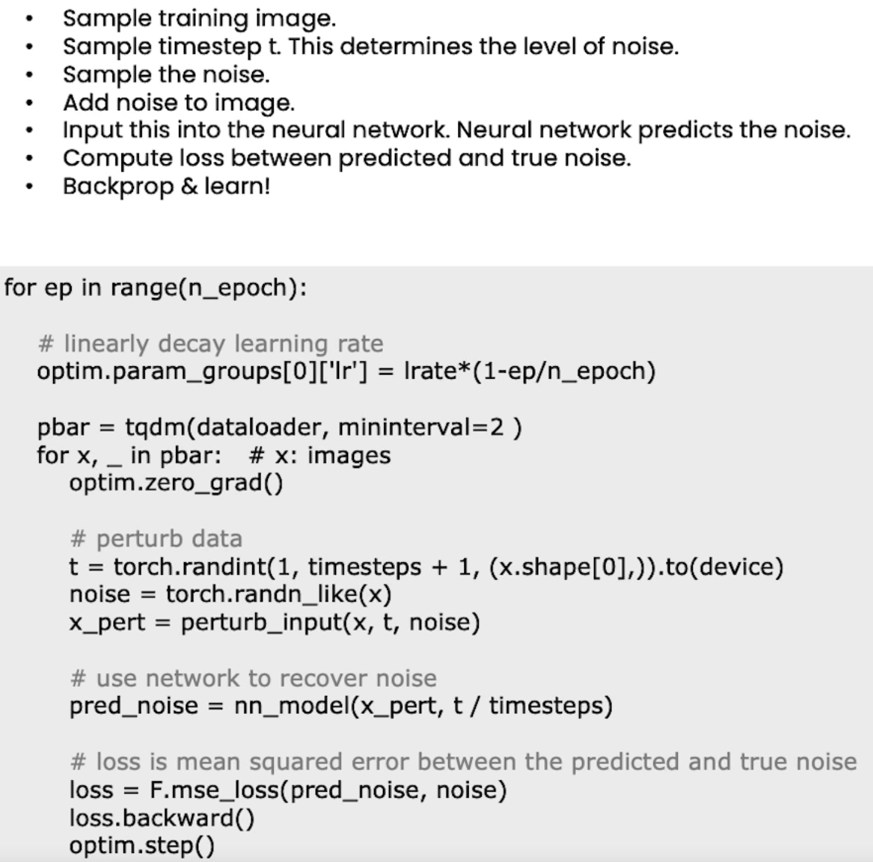 • Sample training image.
• Sample timestep t. This determines the level of noise.
• Sample the noise.
• Add noise to image.
• Input this into the neural network. Neural network predicts the noise.
• Compute loss between predicted and true noise.
• Backprop & learn!
for ep in range(n_epoch):
# linearly decay learning rate
optim.param_groups[0]['lr'] = lrate*(1-ep/n_epoch)
pbar = tqdm(dataloader, mininterval=2 )
for x, _ in pbar:   # x: images
optim.zero_grad()
# perturb data
t = torch.randint(1, timesteps + 1, (x.shape[0],)).to(device)
noise = torch.randn_like(x)
x_pert = perturb_input(x, t, noise)
# use network to recover noise
pred_noise = nn_model(x_pert, t / timesteps)
# loss is mean squared error between the predicted and true noise
loss = F.mse_loss(pred_noise, noise)
loss.backward()
optim.step()